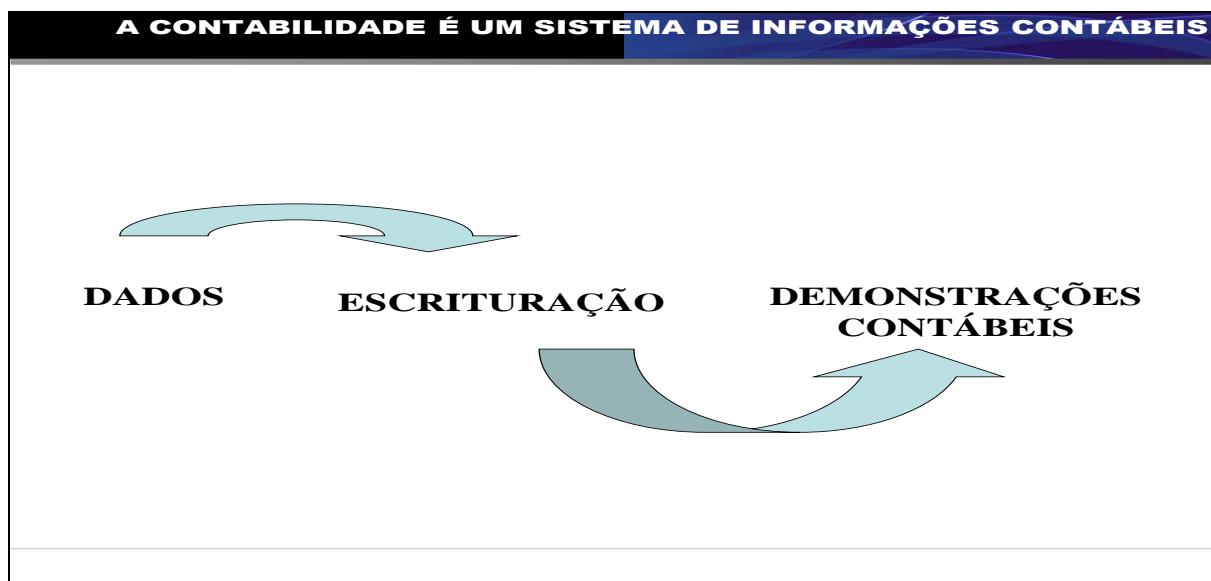 A CONTABILIDADE É UM SISTEMA DE INFORMAÇÕES CONTÁBEIS
DADOS
ESCRITURAÇÃO
DEMONSTRAÇÕES
CONTÁBEIS